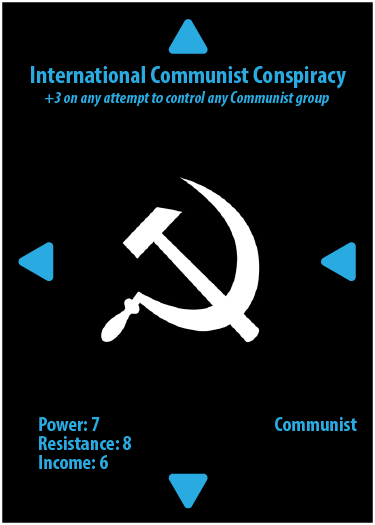 International Communist Conspiracy
+3 on any attempt to control any Communist group
Power: 7
Resistance: 8
Income: 6
Communist